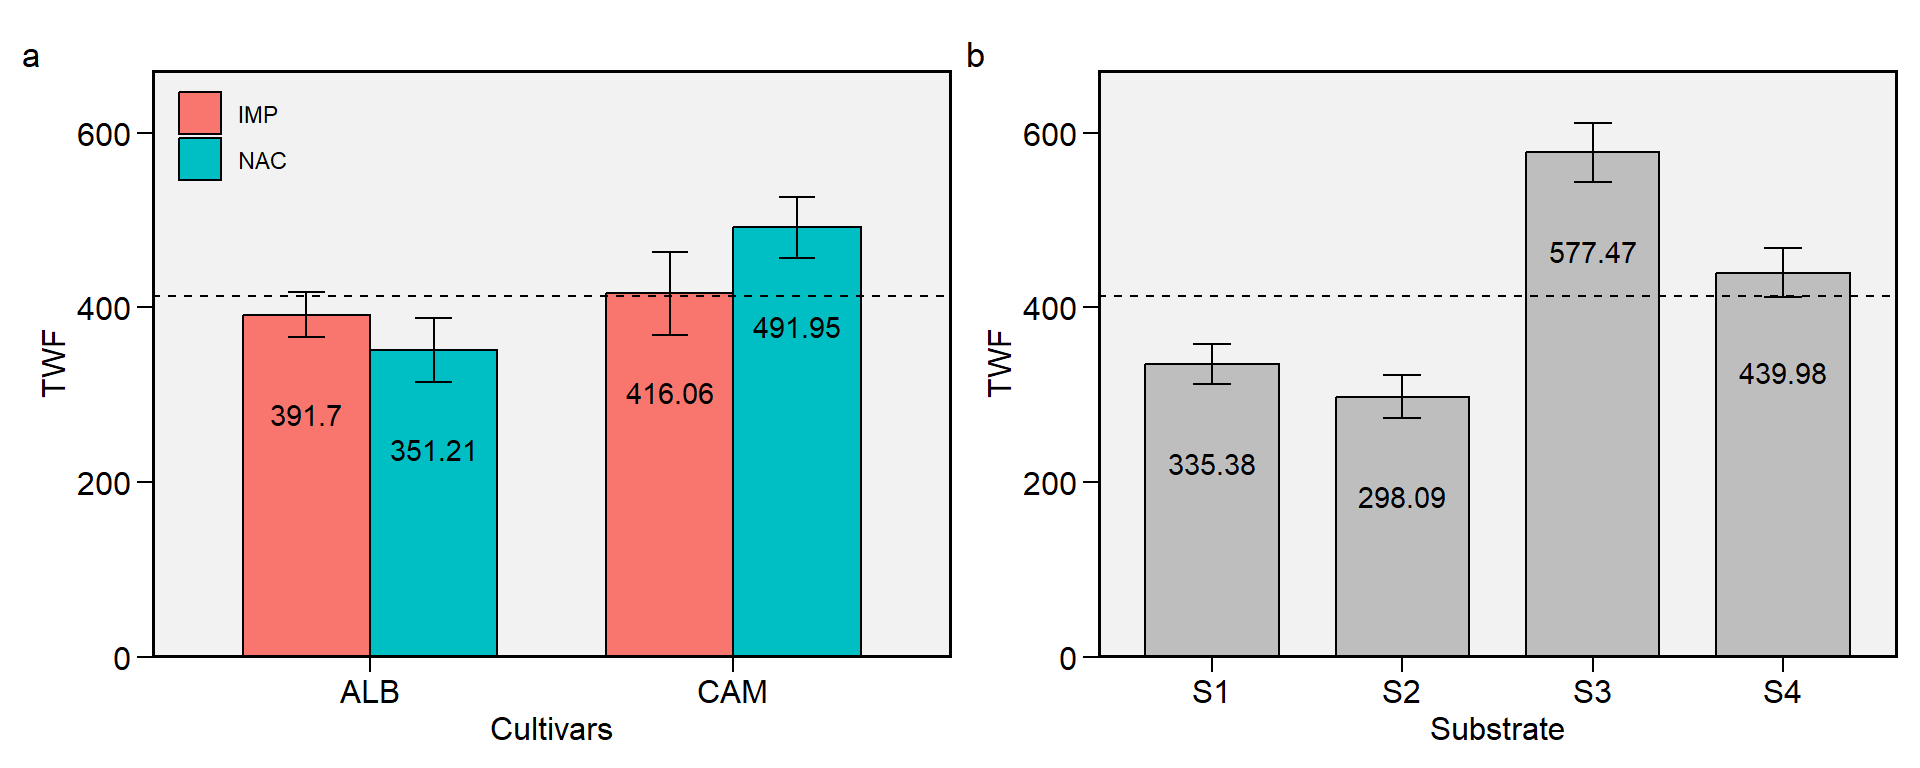 a
IMP
NAC
600
400
200
0
TWF
391.7
351.21
416.06
491.95
ALB
CAM
Cultivars
b
600
400
200
0
TWF
335.38
298.09
577.47
439.98
S1
S2
S3
S4
Substrate